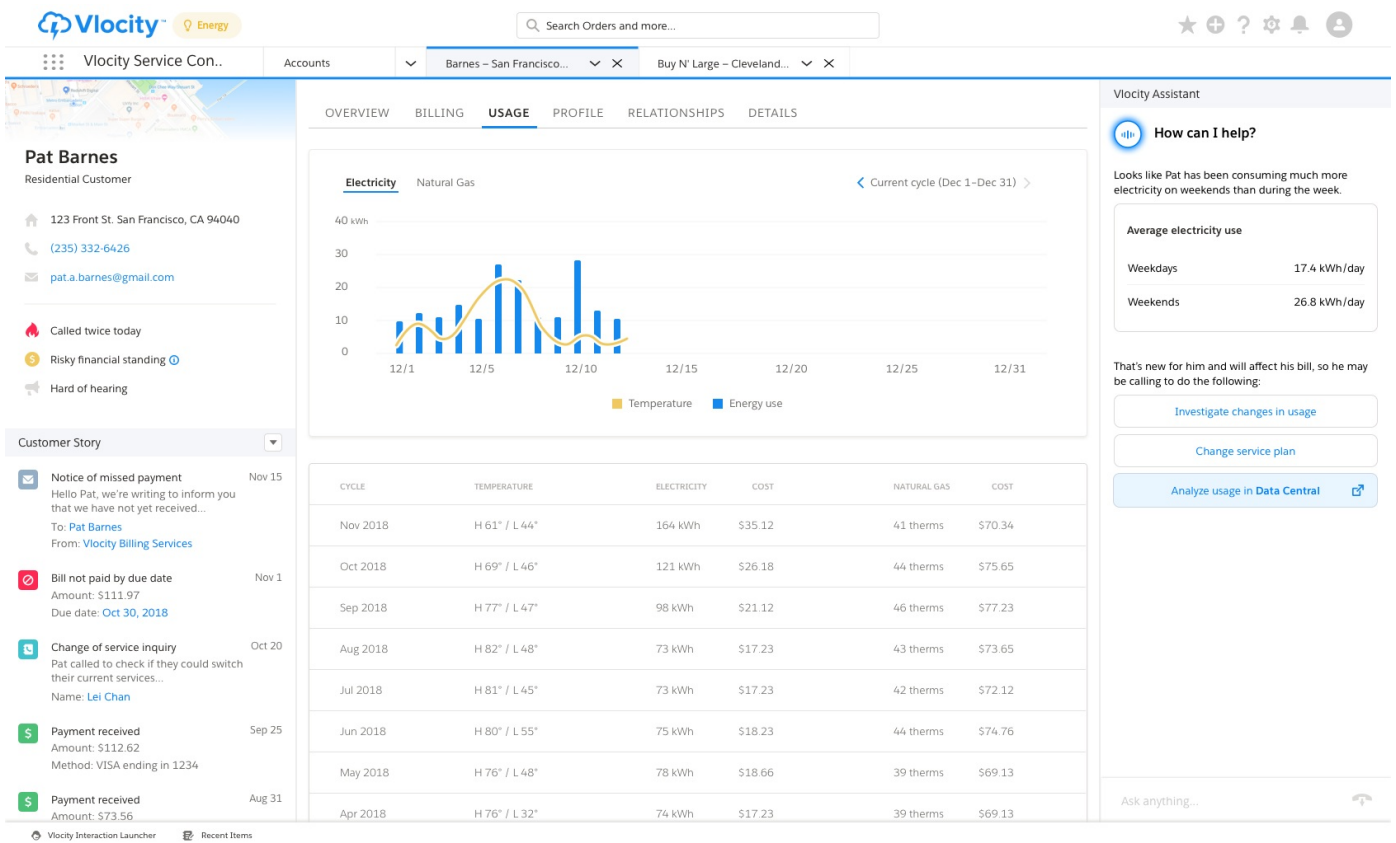 Vlocity™
Energy
Search Orders and more...
Vlocity Service Con..
Accounts
Barnes – San Francisco...
Buy N' Large – Cleveland...
Pat Barnes
Residential Customer
123 Front St. San Francisco, CA 94040
(235) 332-6426
pat.a.barnes@gmail.com
Called twice today
Risky financial standing
Hard of hearing
Customer Story
Notice of missed payment Nov 15
Hello Pat, we're writing to inform you
that we have not yet received...
To: Pat Barnes
From: Vlocity Billing Services
Bill not paid by due date Nov 1
Amount: $111.97
Due date: Oct 30, 2018
Change of service inquiry Oct 20
Pat called to check if they could switch
their current services...
Name: Lei Chan
Payment received Sep 25
Amount: $112.62
Method: VISA ending in 1234
Payment received Aug 31
Amount: $73.56
OVERVIEW BILLING USAGE PROFILE RELATIONSHIPS DETAILS
Electricity Natural Gas Current cycle (Dec 1–Dec 31)
40 kWh
30
20
10
0
12/1 12/5 12/10 12/15 12/20 12/25 12/31
Temperature Energy use
CYCLE TEMPERATURE ELECTRICITY COST NATURAL GAS COST
Nov 2018 H 61° / L 44° 164 kWh $35.12 41 therms $70.34
Oct 2018 H 69° / L 46° 121 kWh $26.18 44 therms $75.65
Sep 2018 H 77° / L 47° 98 kWh $21.12 46 therms $77.23
Aug 2018 H 82° / L 48° 73 kWh $17.23 43 therms $73.65
Jul 2018 H 81° / L 45° 73 kWh $17.23 42 therms $72.12
Jun 2018 H 80° / L 55° 75 kWh $18.23 44 therms $74.76
May 2018 H 76° / L 48° 78 kWh $18.66 39 therms $69.13
Apr 2018 H 76° / L 32° 74 kWh $17.23 39 therms $69.13
Vlocity Assistant
How can I help?
Looks like Pat has been consuming much more
electricity on weekends than during the week.
Average electricity use
Weekdays 17.4 kWh/day
Weekends 26.8 kWh/day
That's new for him and will affect his bill, so he may
be calling to do the following:
Investigate changes in usage
Change service plan
Analyze usage in Data Central
Ask anything...
Vlocity Interaction Launcher Recent Items